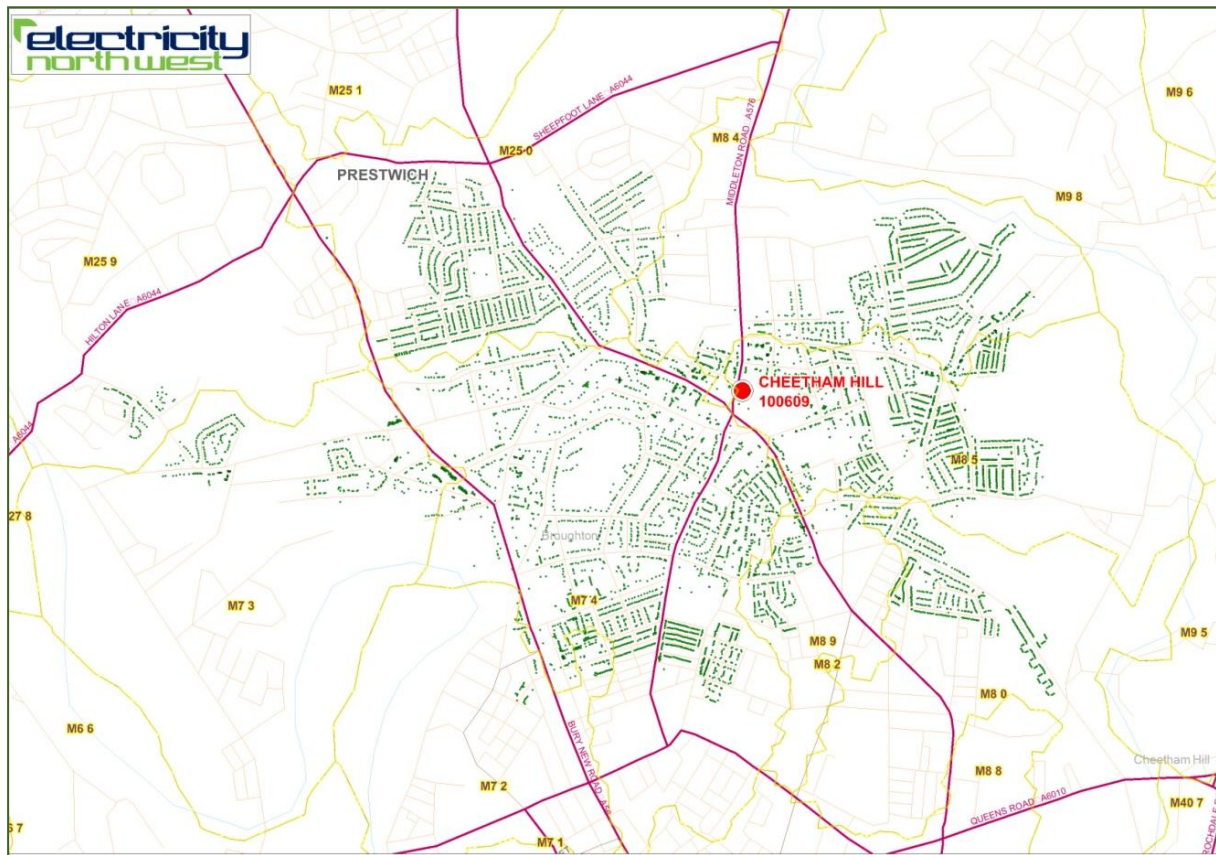 electricity
north west
M25 1
SHEEPFOOT LANE A6044
M9 6
M25 0
M8 4
MIDDLETON ROAD A576
PRESTWICH
M9 8
M25 9
HILTON LANE A6044
CHEETHAM HILL
100609,
A6044
M8 5
27 8
Broughton
M7 4
M7 3
M8 9
M9 5
M8 2
M8 0
M6 6
BURY NEW ROAD A56
Cheetham Hill
M8 8
M7 2
QUEENS ROAD A6010
M40 7
6 7
M7 1